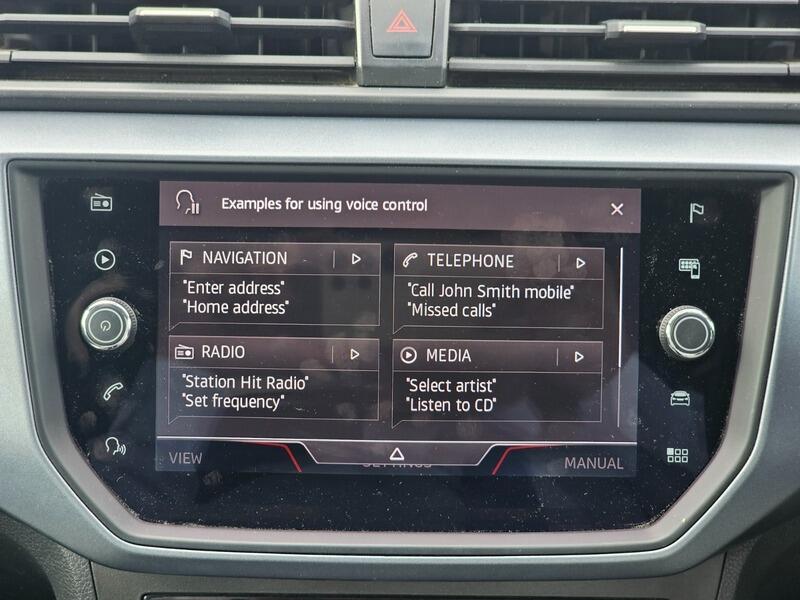 Examples for using voice control
NAVIGATION
"Enter address"
"Home address"
TELEPHONE
"Call John Smith mobile"
"Missed calls"
RADIO
"Station Hit Radio"
"Set frequency"
MEDIA
"Select artist"
"Listen to CD"
VIEW
SETTINGS
MANUAL